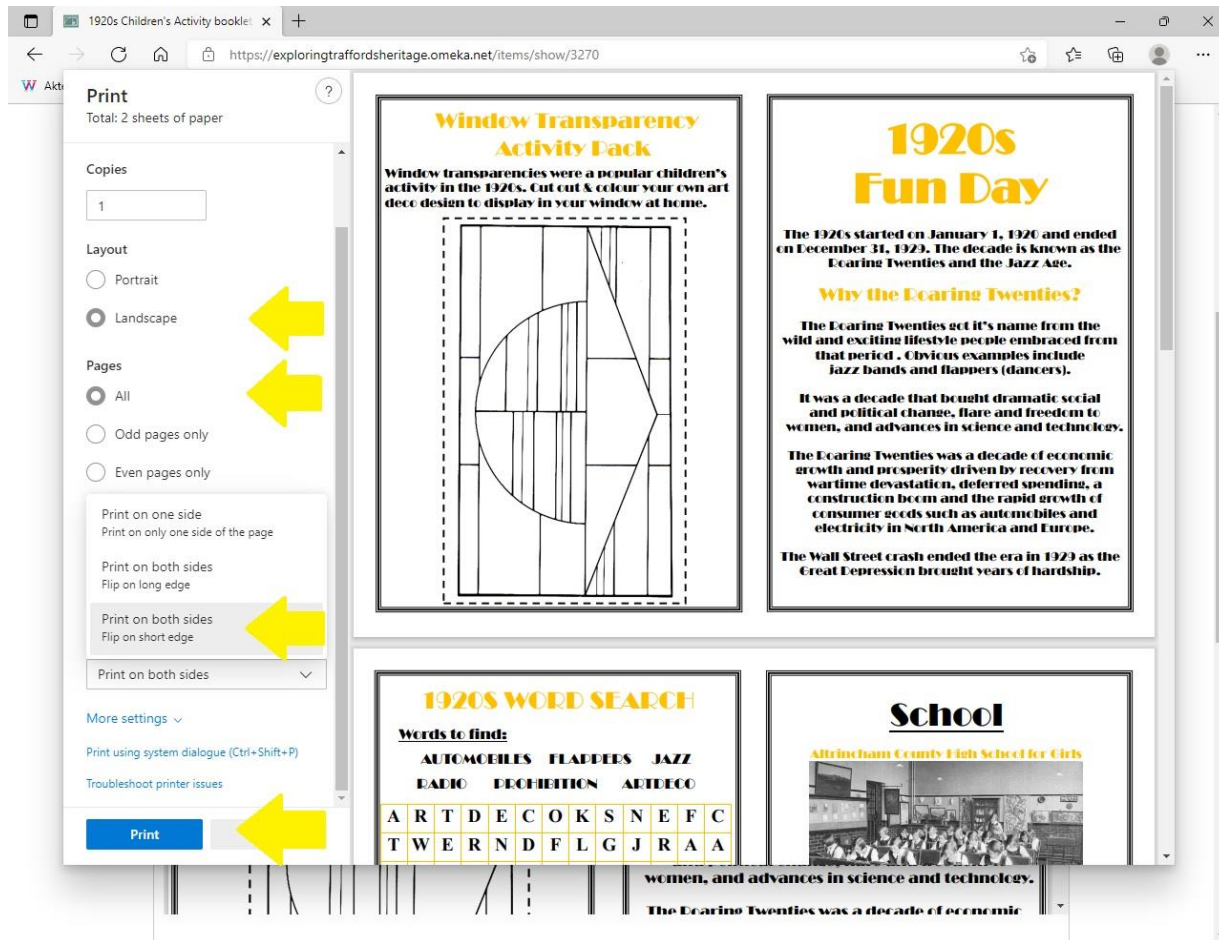 1920s Children's Activity booklet
https://exploringtraffordsheritage.omeka.net/items/show/3270
Print
?
Total: 2 sheets of paper
Copies
1
Layout
Portrait
Landscape
Pages
All
Odd pages only
Even pages only
Print on one side
Print on only one side of the page
Print on both sides
Flip on long edge
Print on both sides
Flip on short edge
Print on both sides
More settings
Print using system dialogue (Ctrl+Shift+P)
Troubleshoot printer issues
Print
Window Transparency
Activity Pack
Window transparencies were a popular children's
activity in the 1920s. Cut out & colour your own art
deco design to display in your window at home.
1920s
Fun Day
The 1920s started on January 1, 1920 and ended
on December 31, 1929. The decade is known as the
Roaring Twenties and the Jazz Age.
Why the Roaring Twenties?
The Roaring Twenties got it's name from the
wild and exciting lifestyle people embraced from
that period . Obvious examples include
jazz bands and flappers (dancers).
It was a decade that bought dramatic social
and political change, flare and freedom to
women, and advances in science and technology.
The Roaring Twenties was a decade of economic
growth and prosperity driven by recovery from
wartime devastation, deferred spending, a
construction boom and the rapid growth of
consumer goods such as automobiles and
electricity in North America and Europe.
The Wall Street crash ended the era in 1929 as the
Great Depression brought years of hardship.
1920S WORD SEARCH
Words to find:
AUTOMOBILES FLAPPERS JAZZ
RADIO PROHIBITION ARTDECO
A R T D E C O K S N E F C
T W E R N D F L G J R A A
School
Altrincham County High School for Girls
women, and advances in science and technology.
The Roaring Twenties was a decade of economic